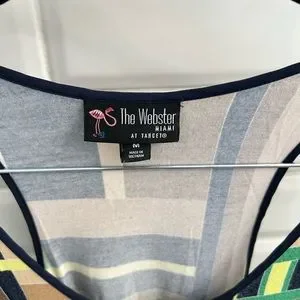 The Webster
MIAMI
AT TARGET®
M
MADE IN
VIETNAM